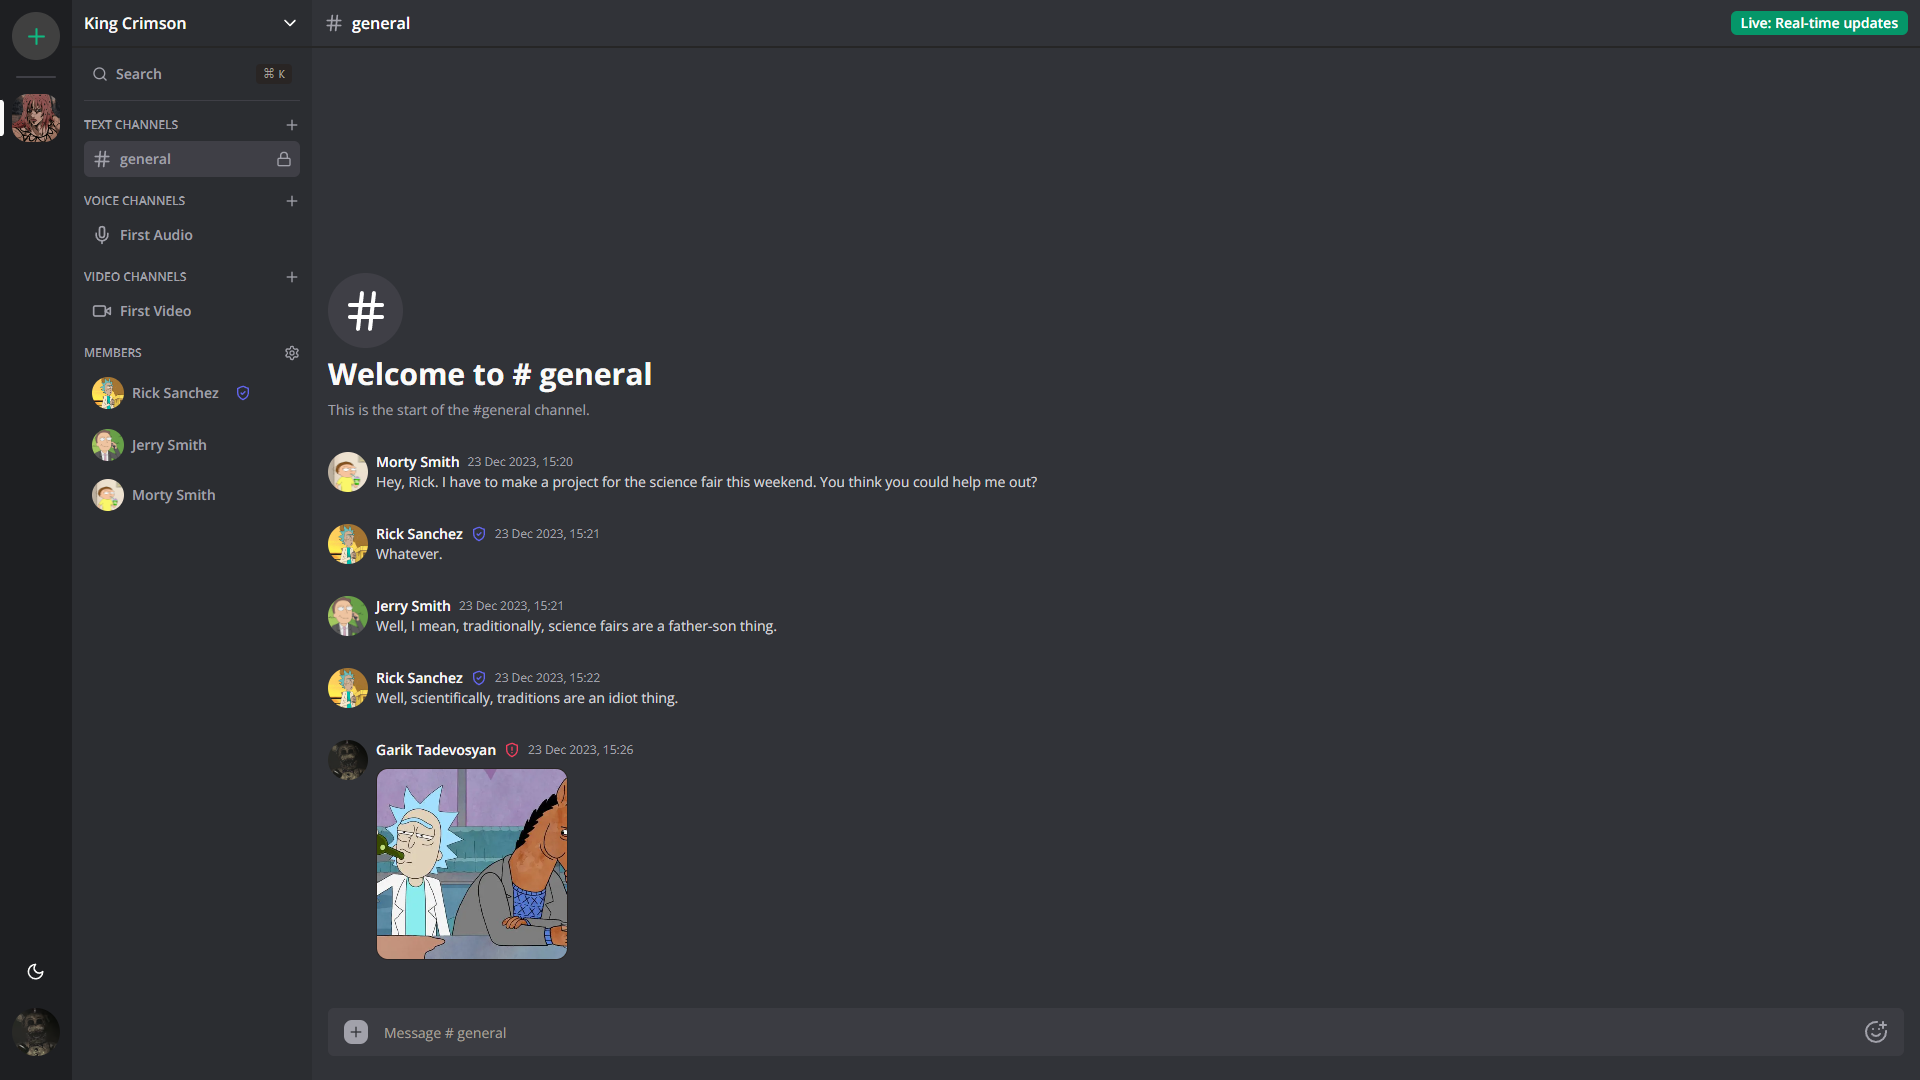 King Crimson
Search
⌘ K
TEXT CHANNELS
general
VOICE CHANNELS
First Audio
VIDEO CHANNELS
First Video
MEMBERS
Rick Sanchez
Jerry Smith
Morty Smith
# general
Live: Real-time updates
#
Welcome to # general
This is the start of the #general channel.
Morty Smith 23 Dec 2023, 15:20
Hey, Rick. I have to make a project for the science fair this weekend. You think you could help me out?
Rick Sanchez 23 Dec 2023, 15:21
Whatever.
Jerry Smith 23 Dec 2023, 15:21
Well, I mean, traditionally, science fairs are a father-son thing.
Rick Sanchez 23 Dec 2023, 15:22
Well, scientifically, traditions are an idiot thing.
Garik Tadevosyan 23 Dec 2023, 15:26
Message # general